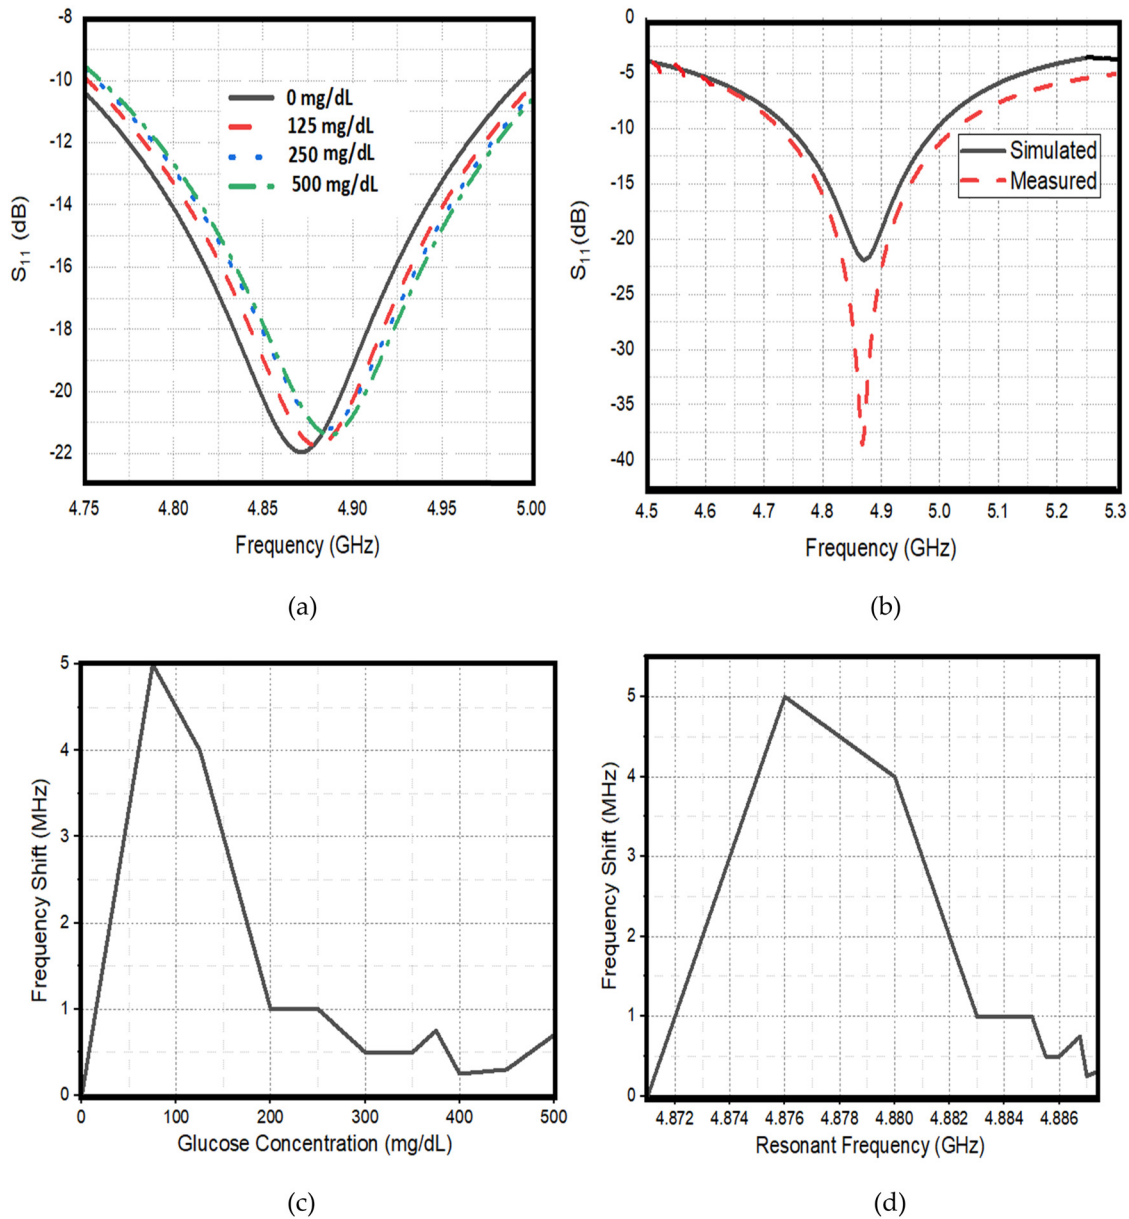 -8
-10
-12
-14
-16
-18
-20
-22
S11 (dB)
0 mg/dL
125 mg/dL
250 mg/dL
500 mg/dL
4.75 4.80 4.85 4.90 4.95 5.00
Frequency (GHz)
(a)
0
-5
-10
-15
-20
-25
-30
-35
-40
S11(dB)
Simulated
Measured
4.5 4.6 4.7 4.8 4.9 5.0 5.1 5.2 5.3
Frequency (GHz)
(b)
5
4
3
2
1
0
Frequency Shift (MHz)
0 100 200 300 400 500
Glucose Concentration (mg/dL)
(c)
5
4
3
2
1
0
Frequency Shift (MHz)
4.872 4.874 4.876 4.878 4.880 4.882 4.884 4.886
Resonant Frequency (GHz)
(d)